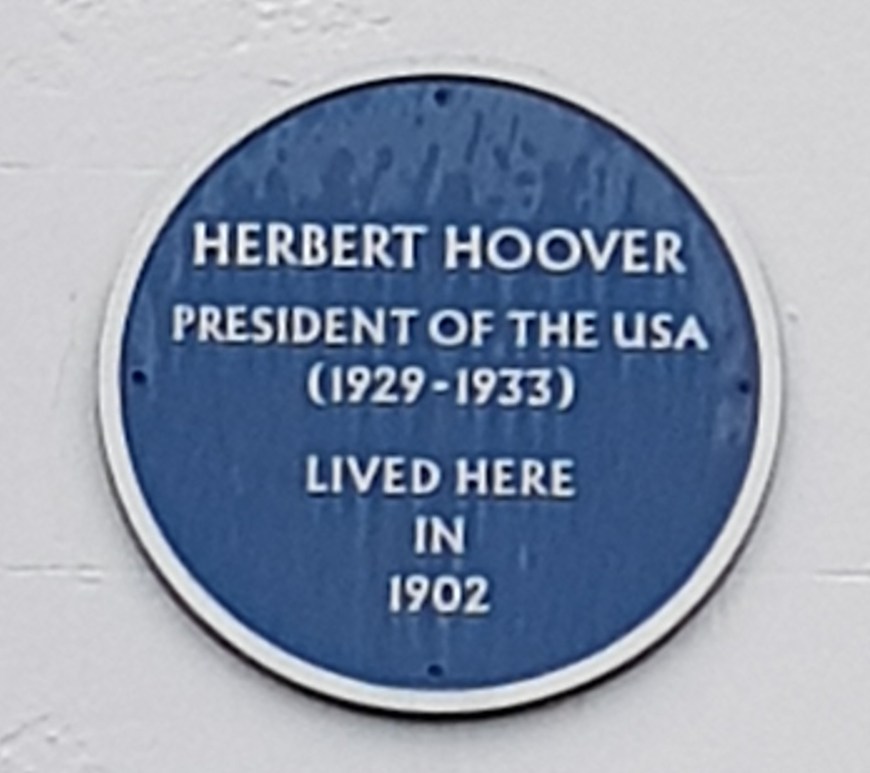 HERBERT HOOVER
PRESIDENT OF THE USA
(1929-1933)
LIVED HERE
IN
1902